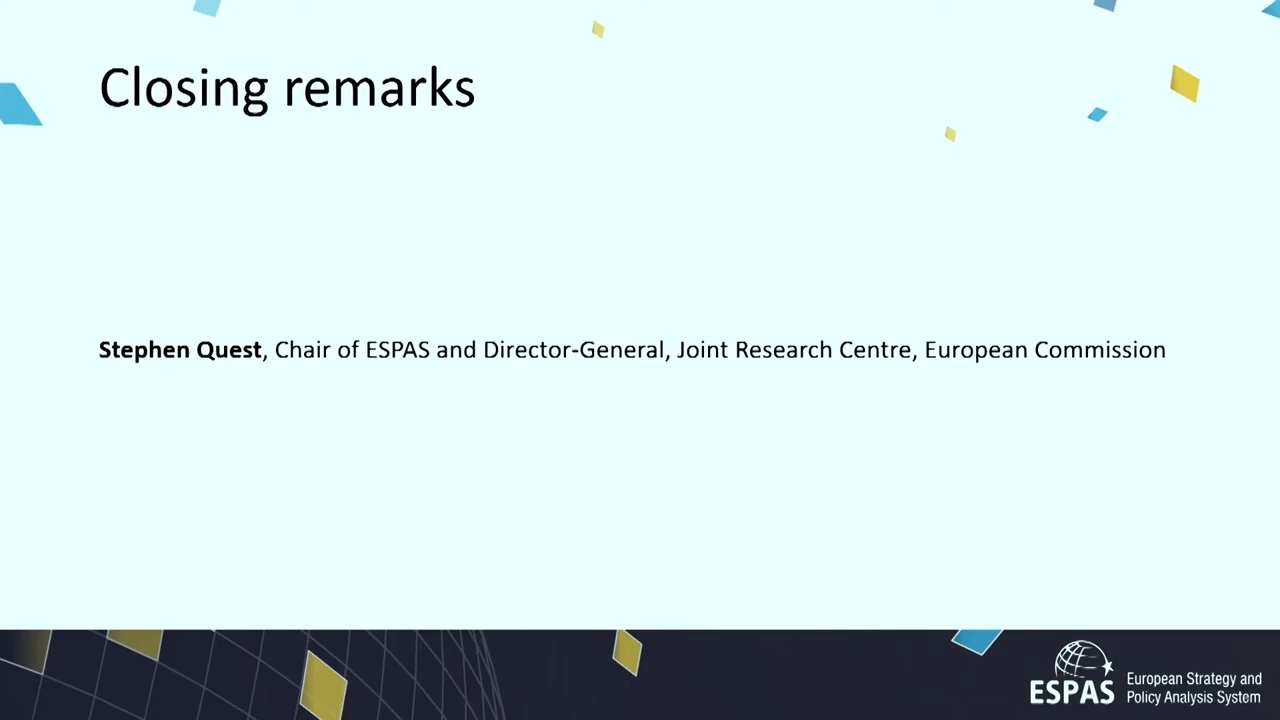 Closing remarks
Stephen Quest, Chair of ESPAS and Director-General, Joint Research Centre, European Commission
ESPAS
European Strategy and
Policy Analysis System